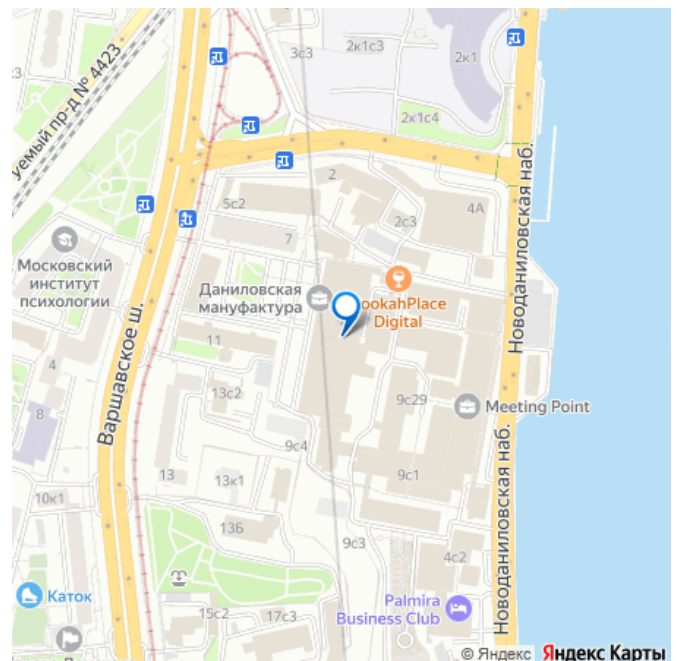 3с3
2к1с3
2к1
уемый пр-д № 4423
2к1с4
2
5с2
2с3
4А
7
Новоданиловская наб.
Московский
институт
психологии
Даниловская
мануфактура
ookahPlace
Digital
11
4
Варшавское ш.
13с2
8
9с29
Meeting Point
9с4
13
13к1
9с1
10к1
13Б
9с3
4с2
Новоданиловская наб.
Каток
15с2
17с3
Palmira
Business Club
© Яндекс Яндекс Карты